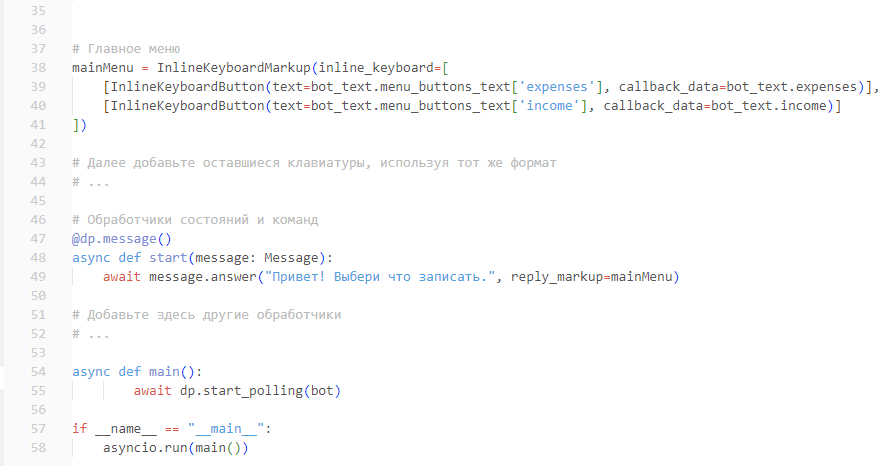 35
36
37 # Главное меню
38 mainMenu = InlineKeyboardMarkup(inline_keyboard=[
39     [InlineKeyboardButton(text=bot_text.menu_buttons_text['expenses'], callback_data=bot_text.expenses)],
40     [InlineKeyboardButton(text=bot_text.menu_buttons_text['income'], callback_data=bot_text.income)]
41 ])
42
43 # Далее добавьте оставшиеся клавиатуры, используя тот же формат
44 # ...
45
46 # Обработчики состояний и команд
47 @dp.message()
48 async def start(message: Message):
49     await message.answer("Привет! Выбери что записать.", reply_markup=mainMenu)
50
51 # Добавьте здесь другие обработчики
52 # ...
53
54 async def main():
55         await dp.start_polling(bot)
56
57 if __name__ == "__main__":
58     asyncio.run(main())